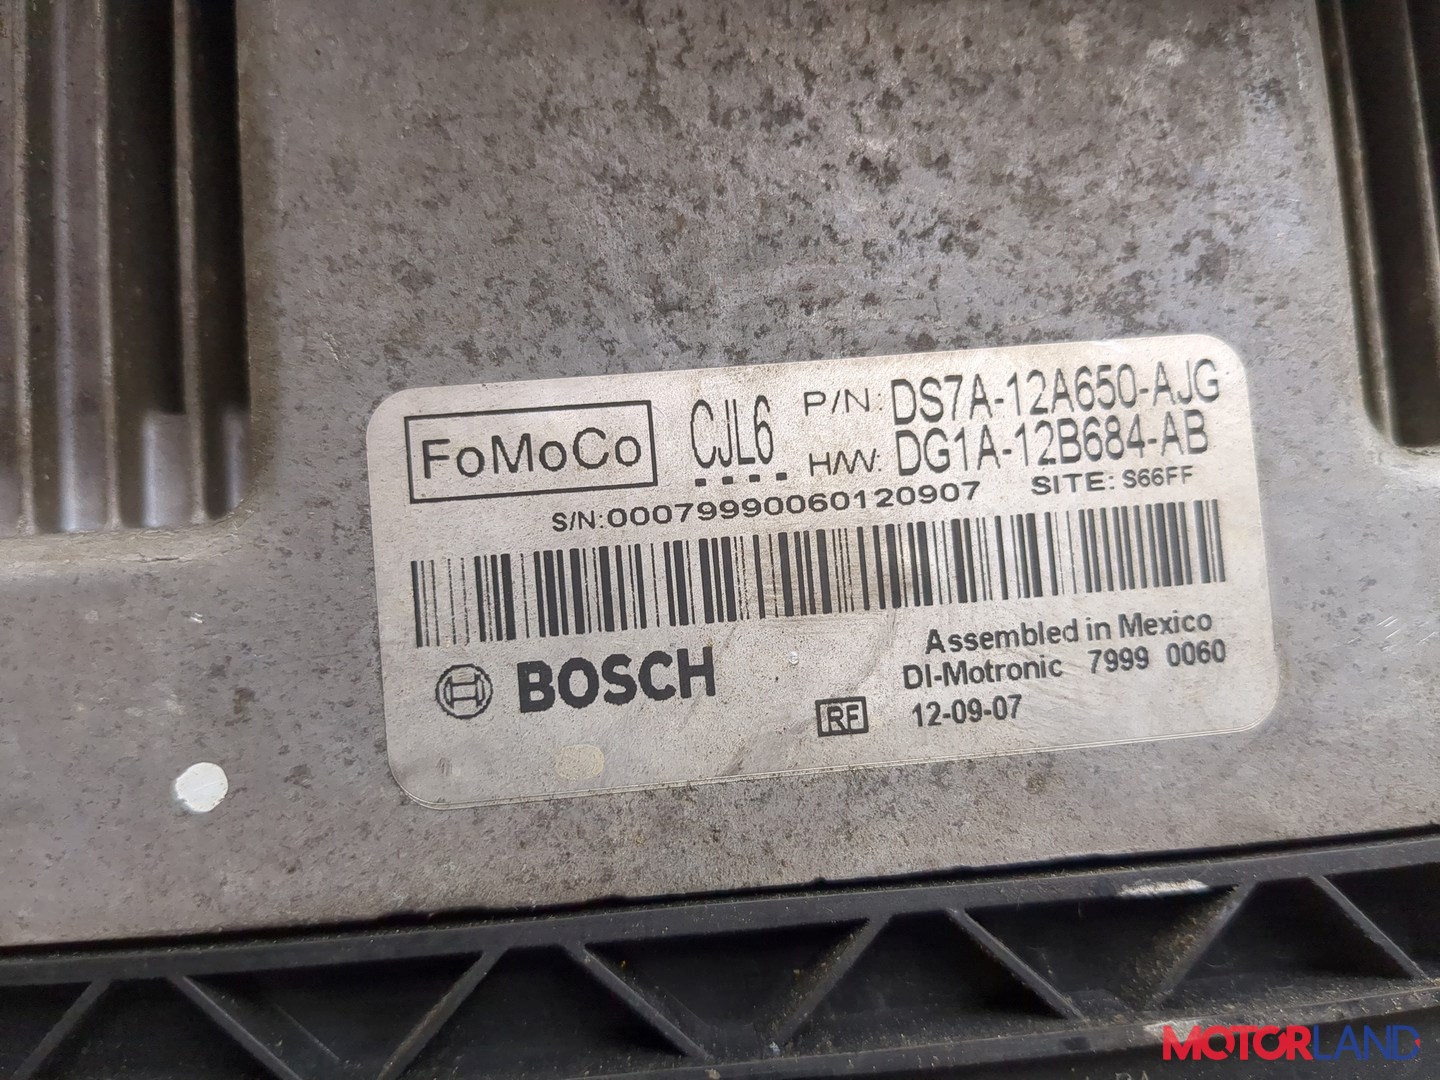 FoMoCo
CJL6
P/N: DS7A-12A650-AJG
H/W: DG1A-12B684-AB
S/N:00079990060120907 SITE: S66FF
BOSCH
Assembled in Mexico
DI-Motronic 7999 0060
RF 12-09-07
MOTORLAND